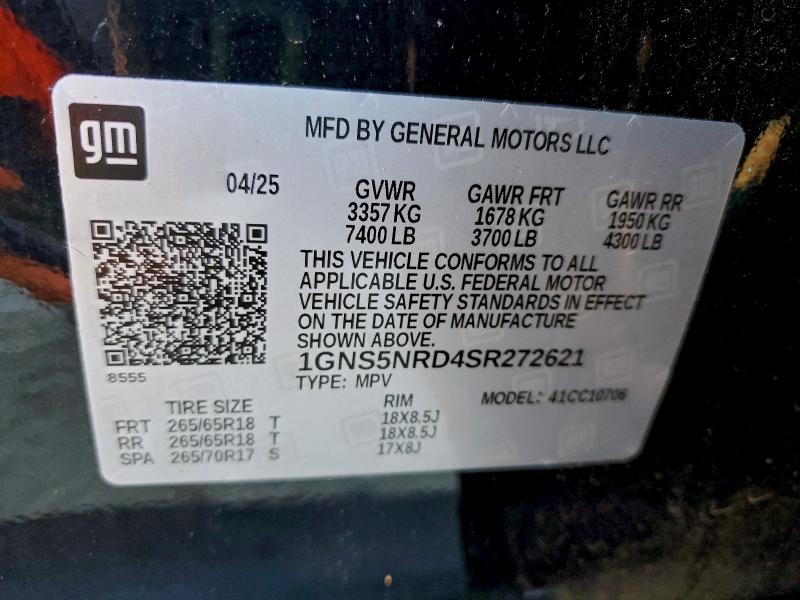 gm
MFD BY GENERAL MOTORS LLC
04/25
GVWR GAWR FRT GAWR RR
3357 KG 1678 KG 1950 KG
7400 LB 3700 LB 4300 LB
THIS VEHICLE CONFORMS TO ALL
APPLICABLE U.S. FEDERAL MOTOR
VEHICLE SAFETY STANDARDS IN EFFECT
ON THE DATE OF MANUFACTURE
SHOWN ABOVE.
1GNS5NRD4SR272621
8555
TYPE: MPV MODEL: 41CC10706
TIRE SIZE RIM
FRT 265/65R18 T 18X8.5J
RR 265/65R18 T 18X8.5J
SPA 265/70R17 S 17X8J